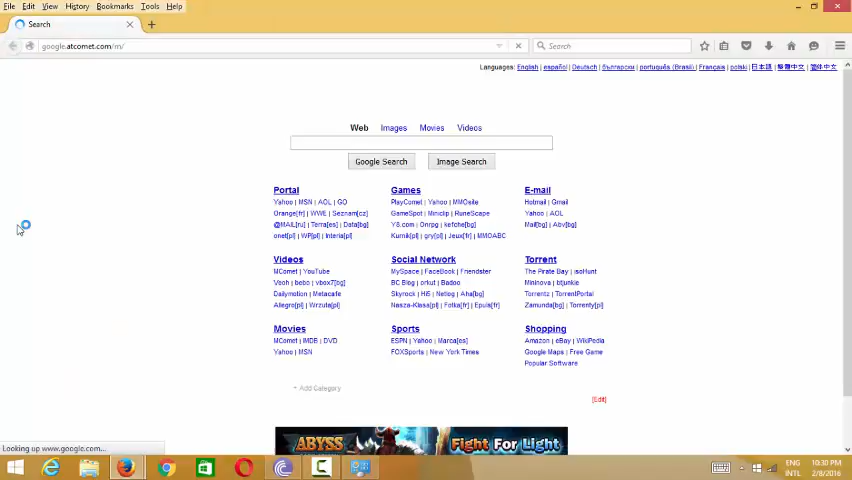 File Edit View History Bookmarks Tools Help
Search
google.atcomet.com/m/
Search
Languages: English | español | Deutsch | български | português (Brasil) | Français | polski | 日本語 | 繁體中文 | 简体中文
Web Images Movies Videos
Google Search Image Search
Portal Games E-mail
Yahoo | MSN | AOL | GO PlayComet | Yahoo | MMOsite Hotmail | Gmail
Orange[fr] | WWE | Seznam[cz] GameSpot | Miniclip | RuneScape Yahoo | AOL
@MAIL[ru] | Terra[es] | Data[bg] Y8.com | Onrpg | kefche[bg] Mail[bg] | Abv[bg]
onet[pl] | WP[pl] | Interia[pl] Kurnik[pl] | gry[pl] | Jeux[fr] | MMOABC
Videos Social Network Torrent
MComet | YouTube MySpace | FaceBook | Friendster The Pirate Bay | isoHunt
Veoh | bebo | vbox7[bg] BC Blog | orkut | Badoo Mininova | btjunkie
Dailymotion | Metacafe Skyrock | Hi5 | Netlog | Aha[bg] Torrentz | TorrentPortal
Allegro[pl] | Wrzuta[pl] Nasza-Klasa[pl] | Fotka[fr] | Epuls[fr] Zamunda[bg] | Torrenty[pl]
Movies Sports Shopping
MComet | IMDB | DVD ESPN | Yahoo | Marca[es] Amazon | eBay | WikiPedia
Yahoo | MSN FOXSports | New York Times Google Maps | Free Game
Popular Software
+ Add Category
[Edit]
ABYSS Fight For Light
Looking up www.google.com...
ENG 10:30 PM
INTL 2/8/2016